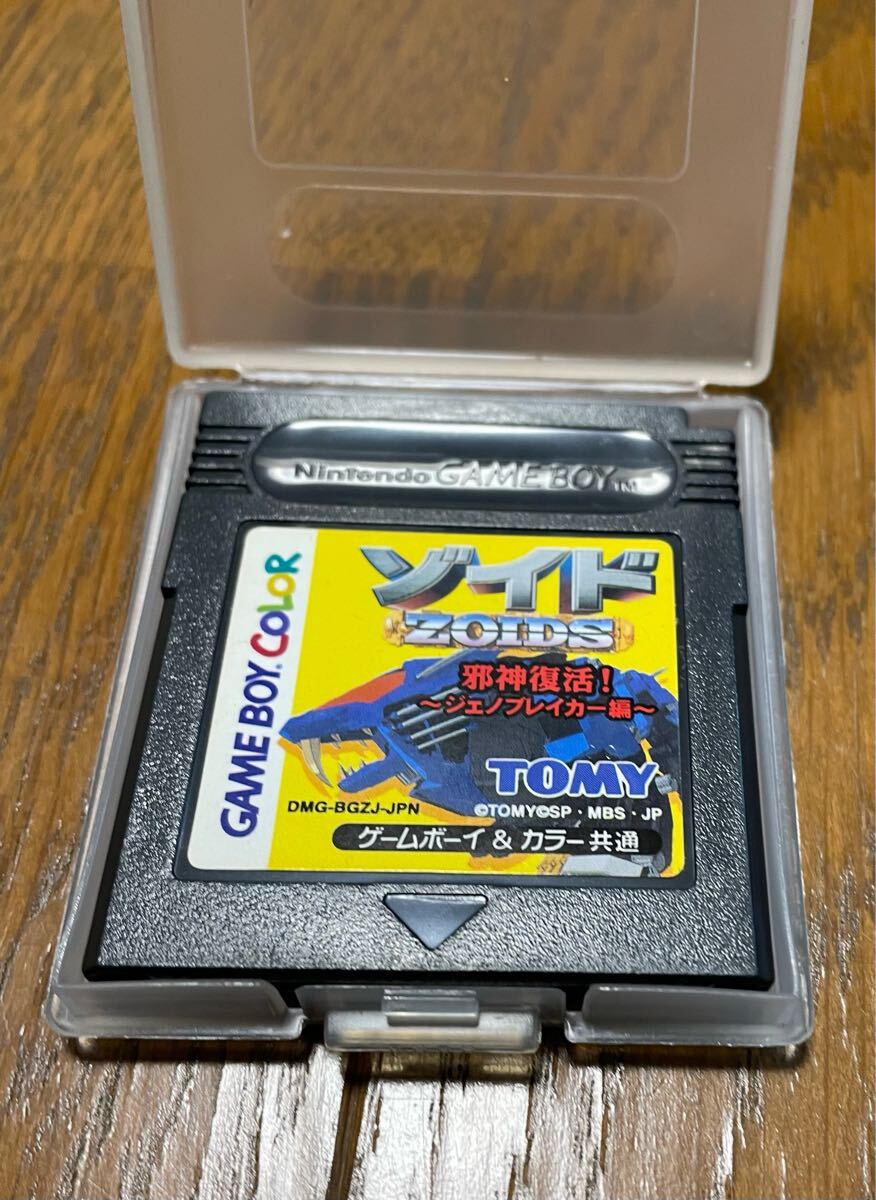 Nintendo GAME BOY TM
GAME BOY COLOR
ゾイド
ZOIDS
邪神復活!
~ジェノブレイカー編~
TOMY
DMG-BGZJ-JPN
©TOMY©SP・MBS・JP
ゲームボーイ & カラー共通